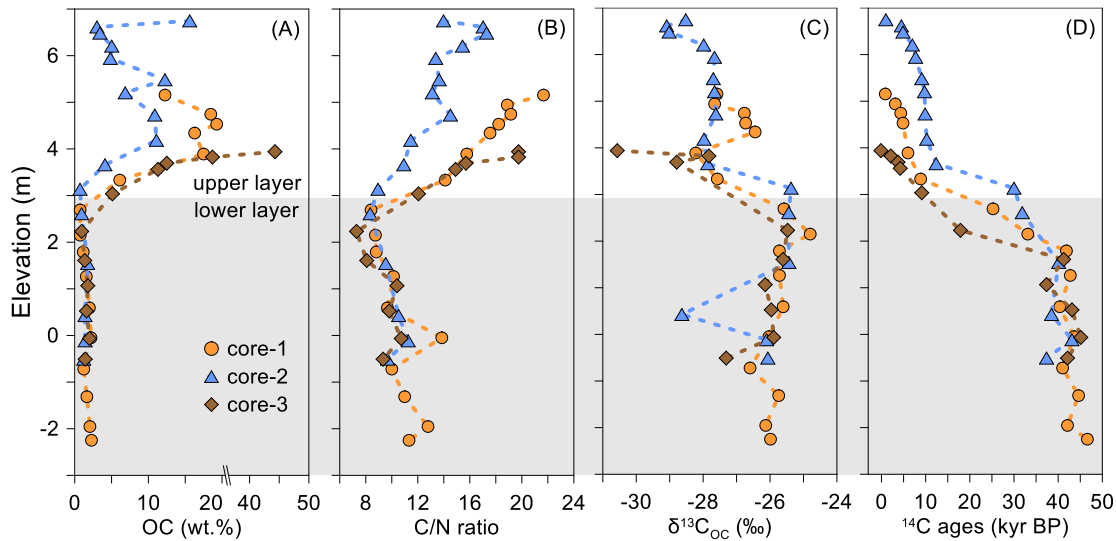 (A)
(B)
(C)
(D)
Elevation (m)
6
4
2
0
-2
upper layer
lower layer
core-1
core-2
core-3
0 10 20 40 50
OC (wt.%)
8 12 16 20 24
C/N ratio
-30 -28 -26 -24
δ¹³C_OC (‰)
0 10 20 30 40 50
¹⁴C ages (kyr BP)